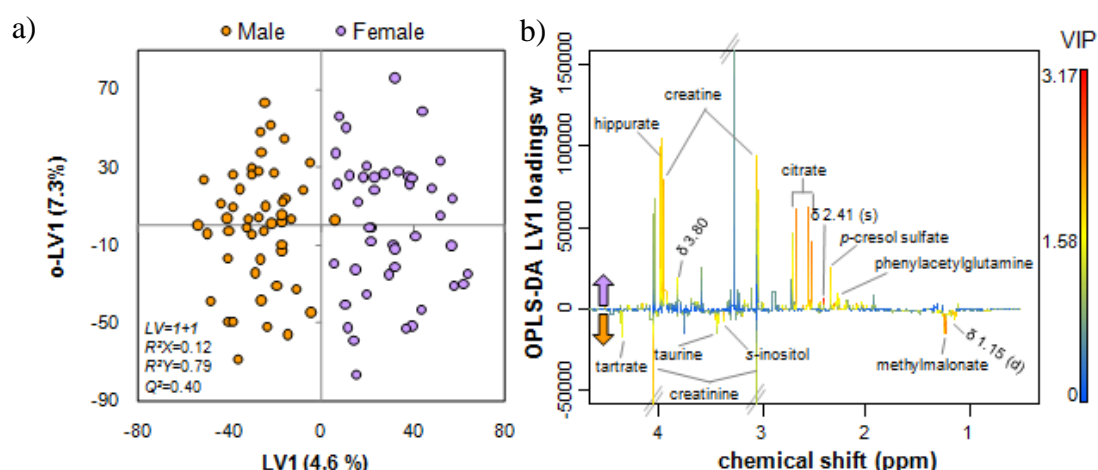 a)
Male
Female
o-LV1 (7.3%)
70
30
-10
-50
-90
LV=1+1
R²X=0.12
R²Y=0.79
Q²=0.40
-80
-40
0
40
80
LV1 (4.6 %)
b)
OPLS-DA LV1 loadings w
150000
100000
50000
0
-50000
hippurate
creatine
citrate
δ 3.80
δ 2.41 (s)
p-cresol sulfate
phenylacetylglutamine
tartrate
taurine
s-inositol
creatinine
methylmalonate
δ 1.15 (d)
4
3
2
1
chemical shift (ppm)
VIP
3.17
1.58
0